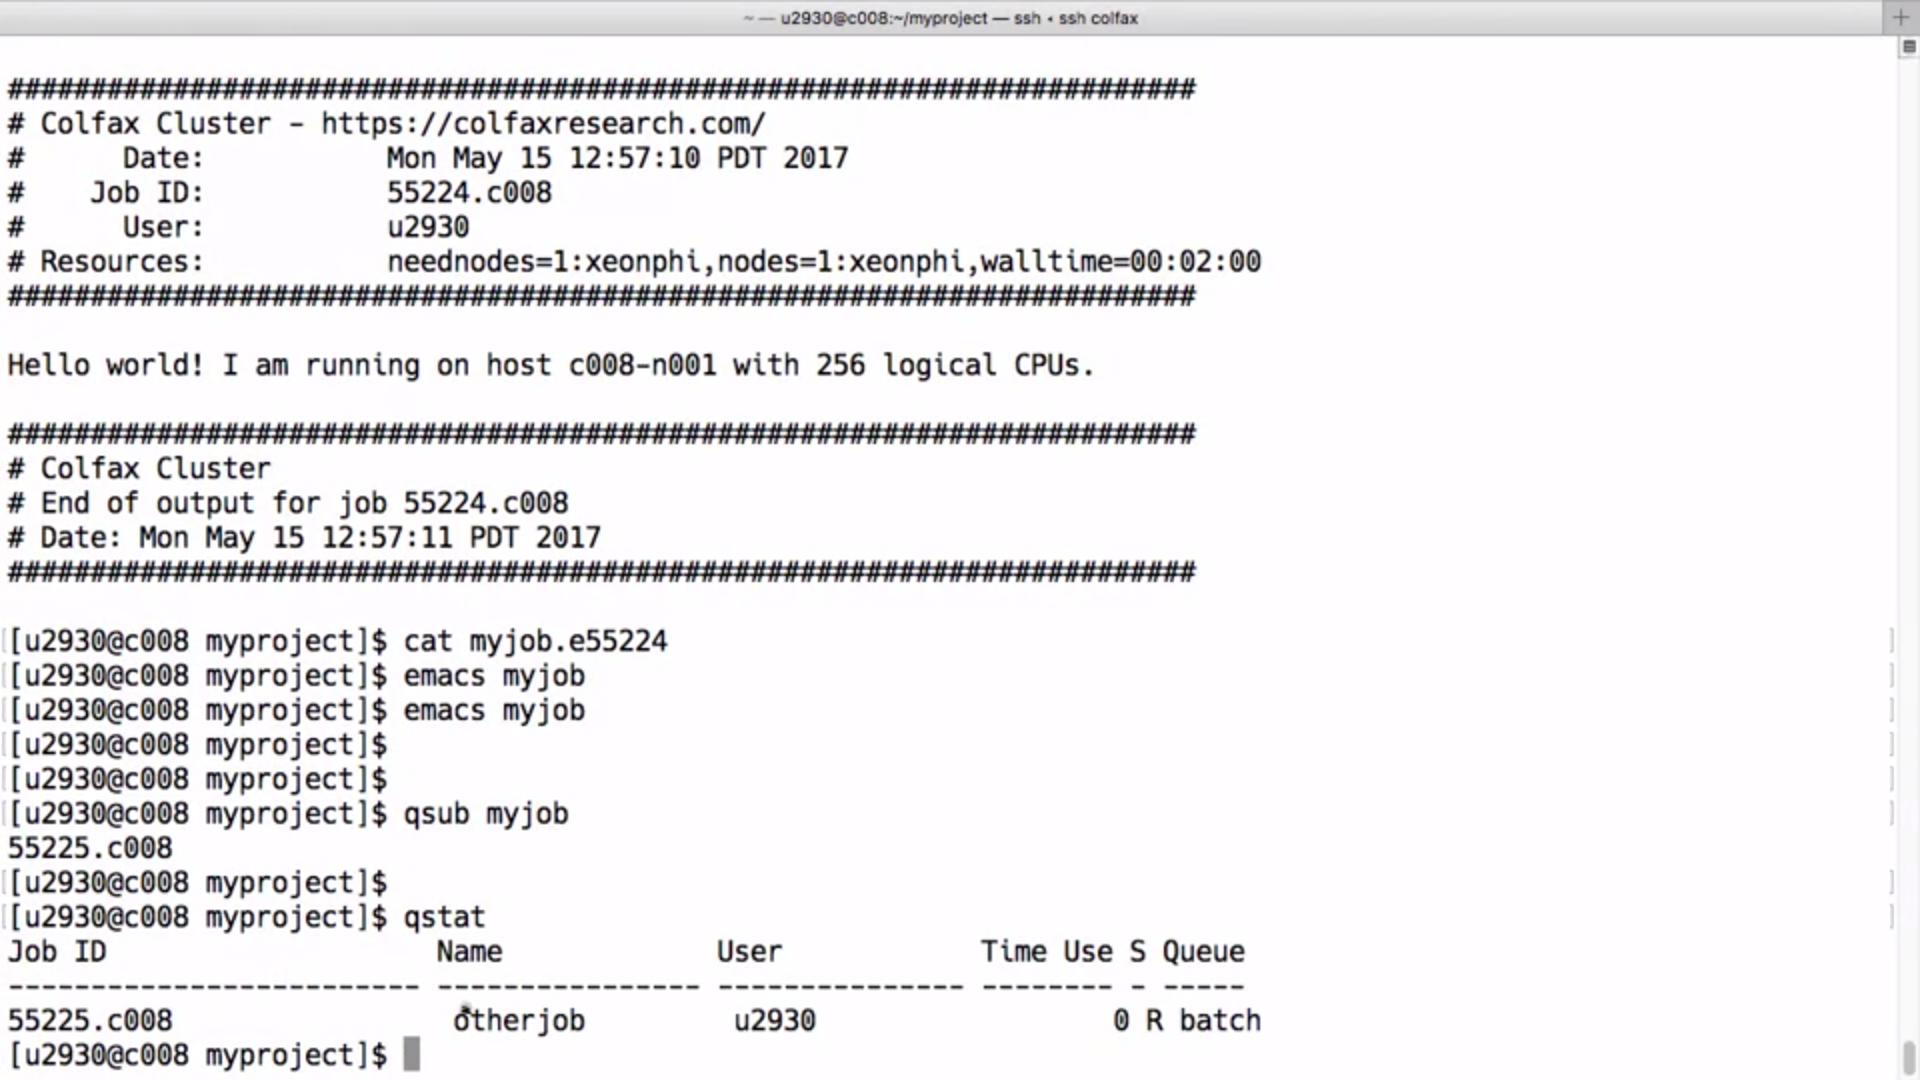 ~ — u2930@c008:~/myproject — ssh ◂ ssh colfax
########################################################################
# Colfax Cluster - https://colfaxresearch.com/
#      Date:           Mon May 15 12:57:10 PDT 2017
#    Job ID:           55224.c008
#      User:           u2930
# Resources:           neednodes=1:xeonphi,nodes=1:xeonphi,walltime=00:02:00
########################################################################
Hello world! I am running on host c008-n001 with 256 logical CPUs.
########################################################################
# Colfax Cluster
# End of output for job 55224.c008
# Date: Mon May 15 12:57:11 PDT 2017
########################################################################
[u2930@c008 myproject]$ cat myjob.e55224
[u2930@c008 myproject]$ emacs myjob
[u2930@c008 myproject]$ emacs myjob
[u2930@c008 myproject]$
[u2930@c008 myproject]$
[u2930@c008 myproject]$ qsub myjob
55225.c008
[u2930@c008 myproject]$
[u2930@c008 myproject]$ qstat
Job ID                    Name             User            Time Use S Queue
------------------------- ---------------- --------------- -------- - -----
55225.c008                 otherjob         u2930                  0 R batch
[u2930@c008 myproject]$